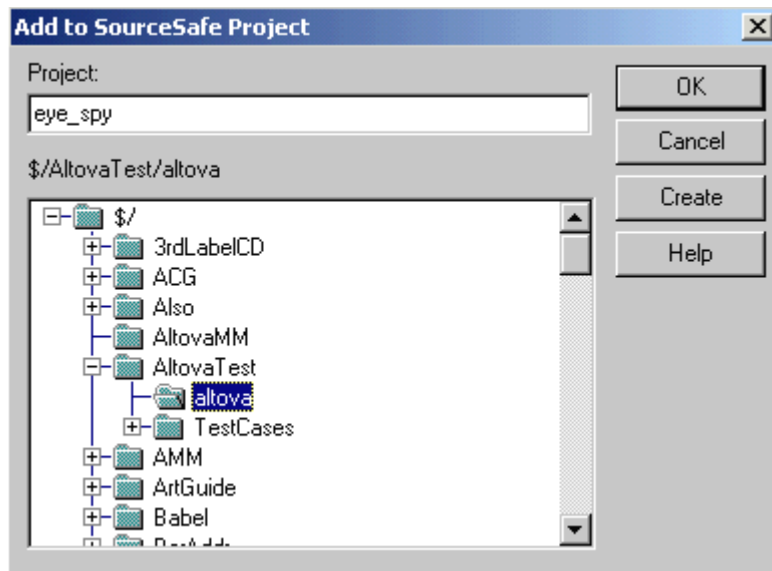 Add to SourceSafe Project
Project:
OK
eye_spy
Cancel
$/AltovaTest/altova
Create
$/
Help
3rdLabelCD
ACG
Also
AltovaMM
AltovaTest
altova
TestCases
AMM
ArtGuide
Babel